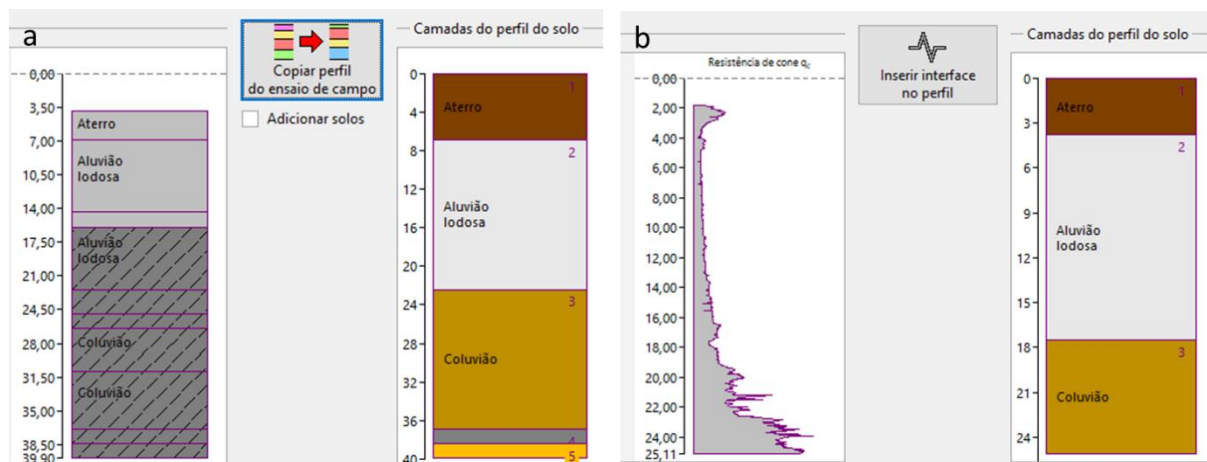 a
Copiar perfil
do ensaio de campo
Adicionar solos
0,00
3,50
7,00
10,50
14,00
17,50
21,00
24,50
28,00
31,50
35,00
38,50
39,90
Aterro
Aluvião
lodosa
Aluvião
lodosa
Coluvião
Coluvião
Camadas do perfil do solo
0
4
8
12
16
20
24
28
32
36
40
1
Aterro
2
Aluvião
lodosa
3
Coluvião
4
5
b
Resistência de cone qc
0,00
2,00
4,00
6,00
7,00
9,00
11,00
13,00
14,00
16,00
18,00
20,00
22,00
24,00
25,11
Inserir interface
no perfil
Camadas do perfil do solo
0
3
6
9
12
15
18
21
24
1
Aterro
2
Aluvião
lodosa
3
Coluvião